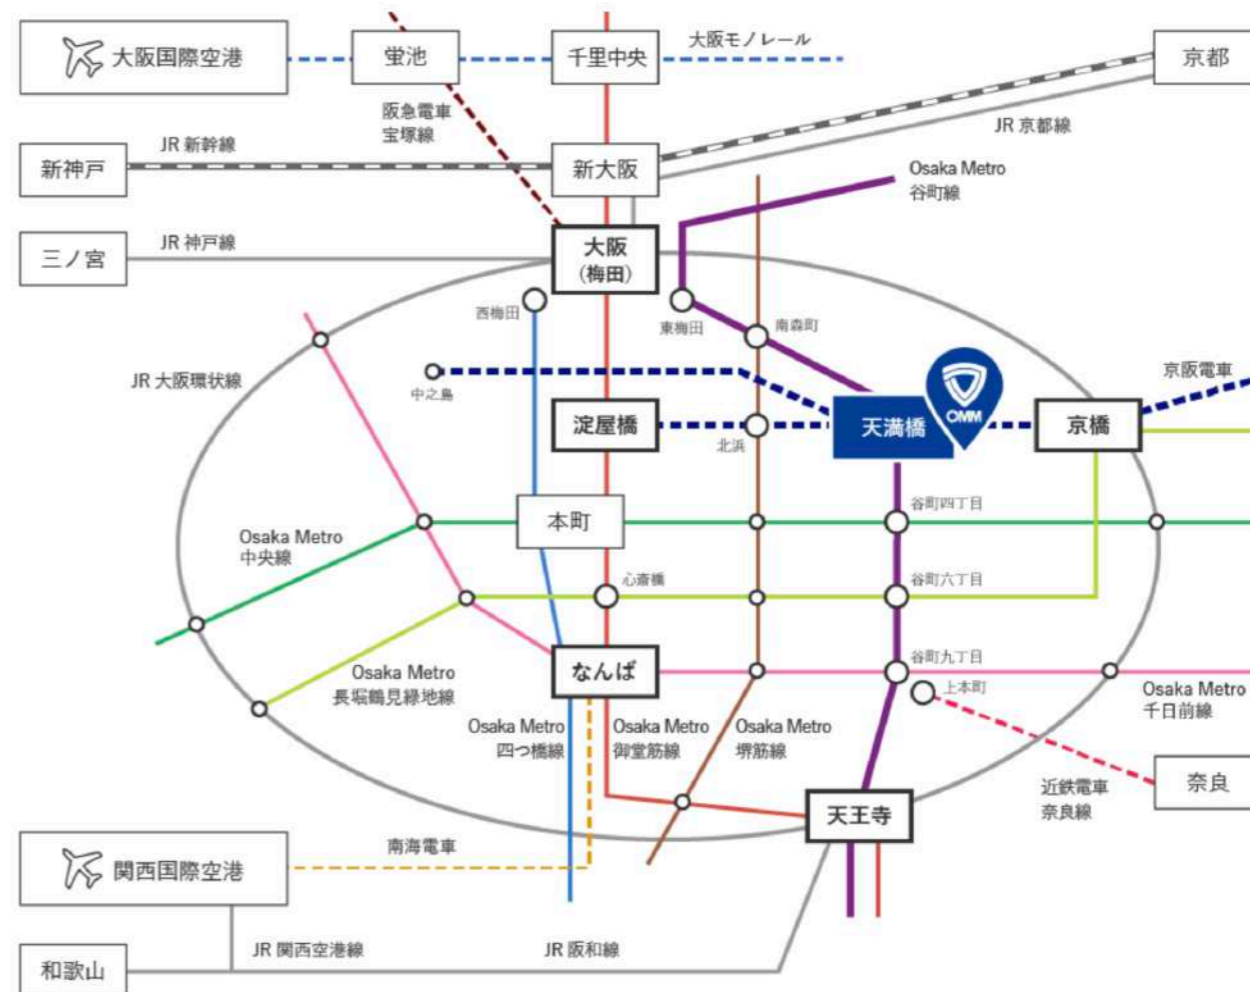 大阪国際空港
蛍池
千里中央
大阪モノレール
京都
阪急電車
宝塚線
JR 京都線
JR 新幹線
新神戸
新大阪
Osaka Metro
谷町線
三ノ宮
JR 神戸線
大阪
(梅田)
西梅田
東梅田
南森町
JR 大阪環状線
中之島
京阪電車
OMM
淀屋橋
北浜
天満橋
京橋
本町
谷町四丁目
Osaka Metro
中央線
心斎橋
谷町六丁目
なんば
谷町九丁目
Osaka Metro
長堀鶴見緑地線
上本町
Osaka Metro
千日前線
Osaka Metro
四つ橋線
Osaka Metro
御堂筋線
Osaka Metro
堺筋線
近鉄電車
奈良線
奈良
天王寺
南海電車
関西国際空港
JR 関西空港線
JR 阪和線
和歌山